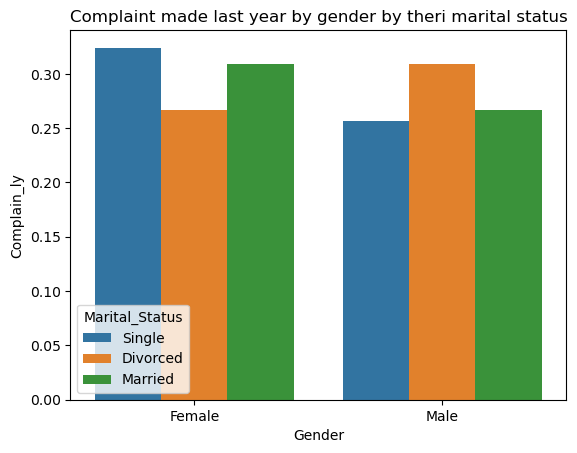 Complaint made last year by gender by theri marital status
Complain_ly
0.30
0.25
0.20
0.15
0.10
0.05
0.00
Marital_Status
Single
Divorced
Married
Female
Male
Gender